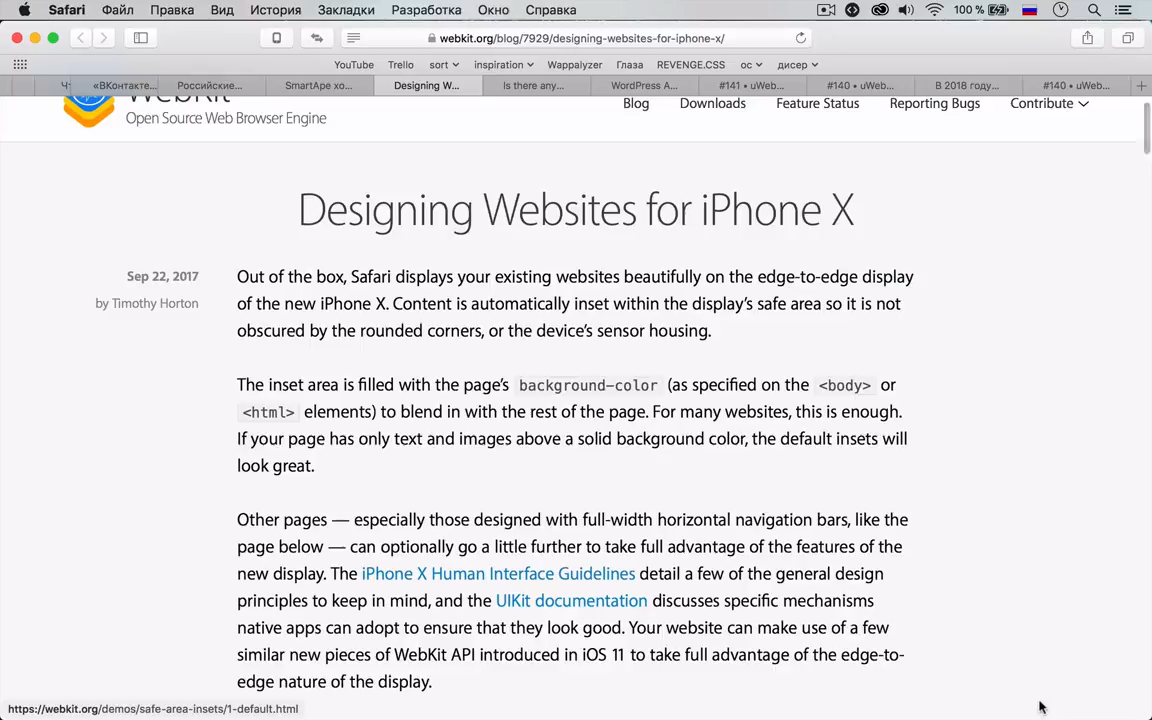 Safari Файл Правка Вид История Закладки Разработка Окно Справка 100 %
webkit.org/blog/7929/designing-websites-for-iphone-x/
YouTube Trello sort inspiration Wappalyzer Глаза REVENGE.CSS ос дисер
«ВКонтакте... Российские... SmartApe хо... Designing W... Is there any... WordPress A... #141 • uWeb... #140 • uWeb... В 2018 году... #140 • uWeb...
WebKit
Open Source Web Browser Engine
Blog Downloads Feature Status Reporting Bugs Contribute
Designing Websites for iPhone X
Sep 22, 2017
by Timothy Horton
Out of the box, Safari displays your existing websites beautifully on the edge-to-edge display
of the new iPhone X. Content is automatically inset within the display’s safe area so it is not
obscured by the rounded corners, or the device’s sensor housing.
The inset area is filled with the page’s background-color (as specified on the <body> or
<html> elements) to blend in with the rest of the page. For many websites, this is enough.
If your page has only text and images above a solid background color, the default insets will
look great.
Other pages — especially those designed with full-width horizontal navigation bars, like the
page below — can optionally go a little further to take full advantage of the features of the
new display. The iPhone X Human Interface Guidelines detail a few of the general design
principles to keep in mind, and the UIKit documentation discusses specific mechanisms
native apps can adopt to ensure that they look good. Your website can make use of a few
similar new pieces of WebKit API introduced in iOS 11 to take full advantage of the edge-to-
edge nature of the display.
https://webkit.org/demos/safe-area-insets/1-default.html